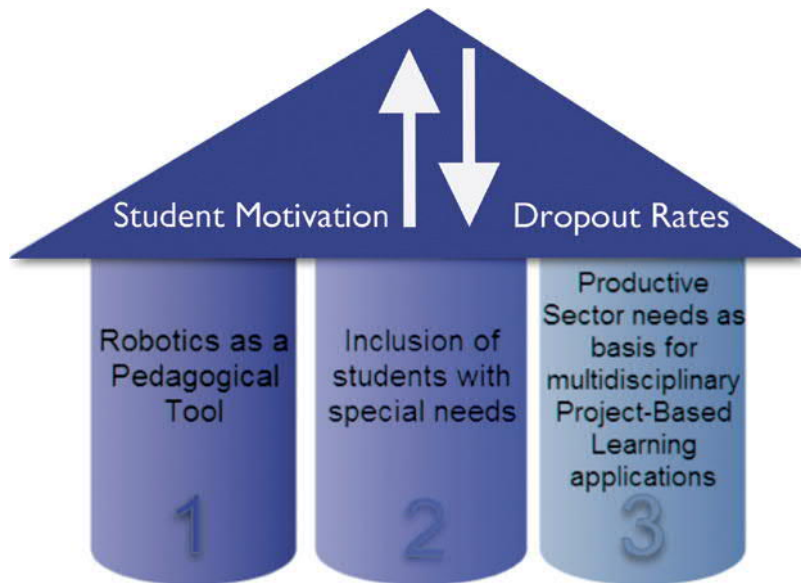 Student Motivation
Dropout Rates
Robotics as a
Pedagogical
Tool
1
Inclusion of
students with
special needs
2
Productive
Sector needs as
basis for
multidisciplinary
Project-Based
Learning
applications
3